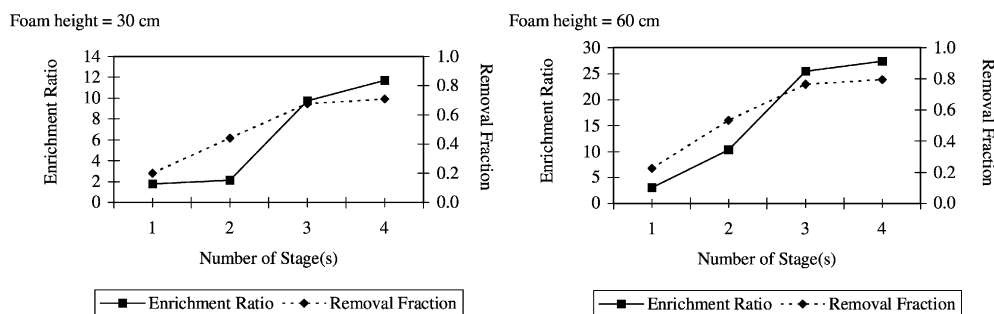 Foam height = 30 cm
Enrichment Ratio
14
12
10
8
6
4
2
0
1.0
0.8
0.6
0.4
0.2
0.0
Removal Fraction
1 2 3 4
Number of Stage(s)
Enrichment Ratio Removal Fraction
Foam height = 60 cm
Enrichment Ratio
30
25
20
15
10
5
0
1.0
0.8
0.6
0.4
0.2
0.0
Removal Fraction
1 2 3 4
Number of Stage(s)
Enrichment Ratio Removal Fraction